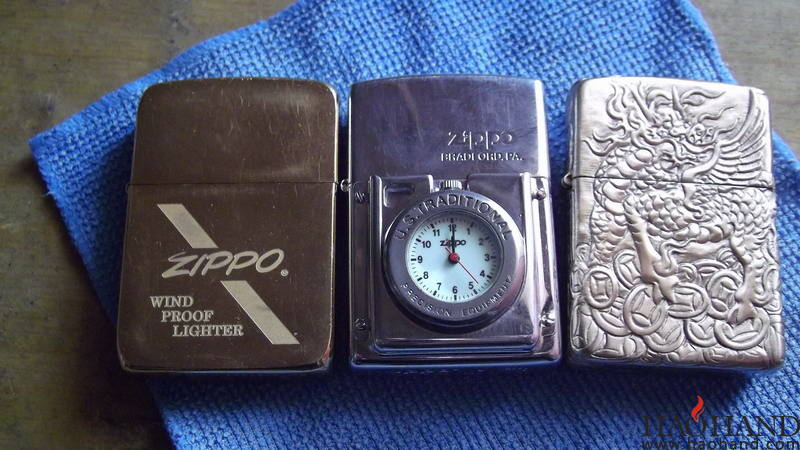 ZIPPO®
WIND
PROOF
LIGHTER
Zippo
BRADFORD, PA.
U.S. TRADITIONAL
12
1
2
3
4
5
6
7
8
9
10
11
Zippo
PRECISION EQUIPMENT
HAOHAND
www.haohand.com